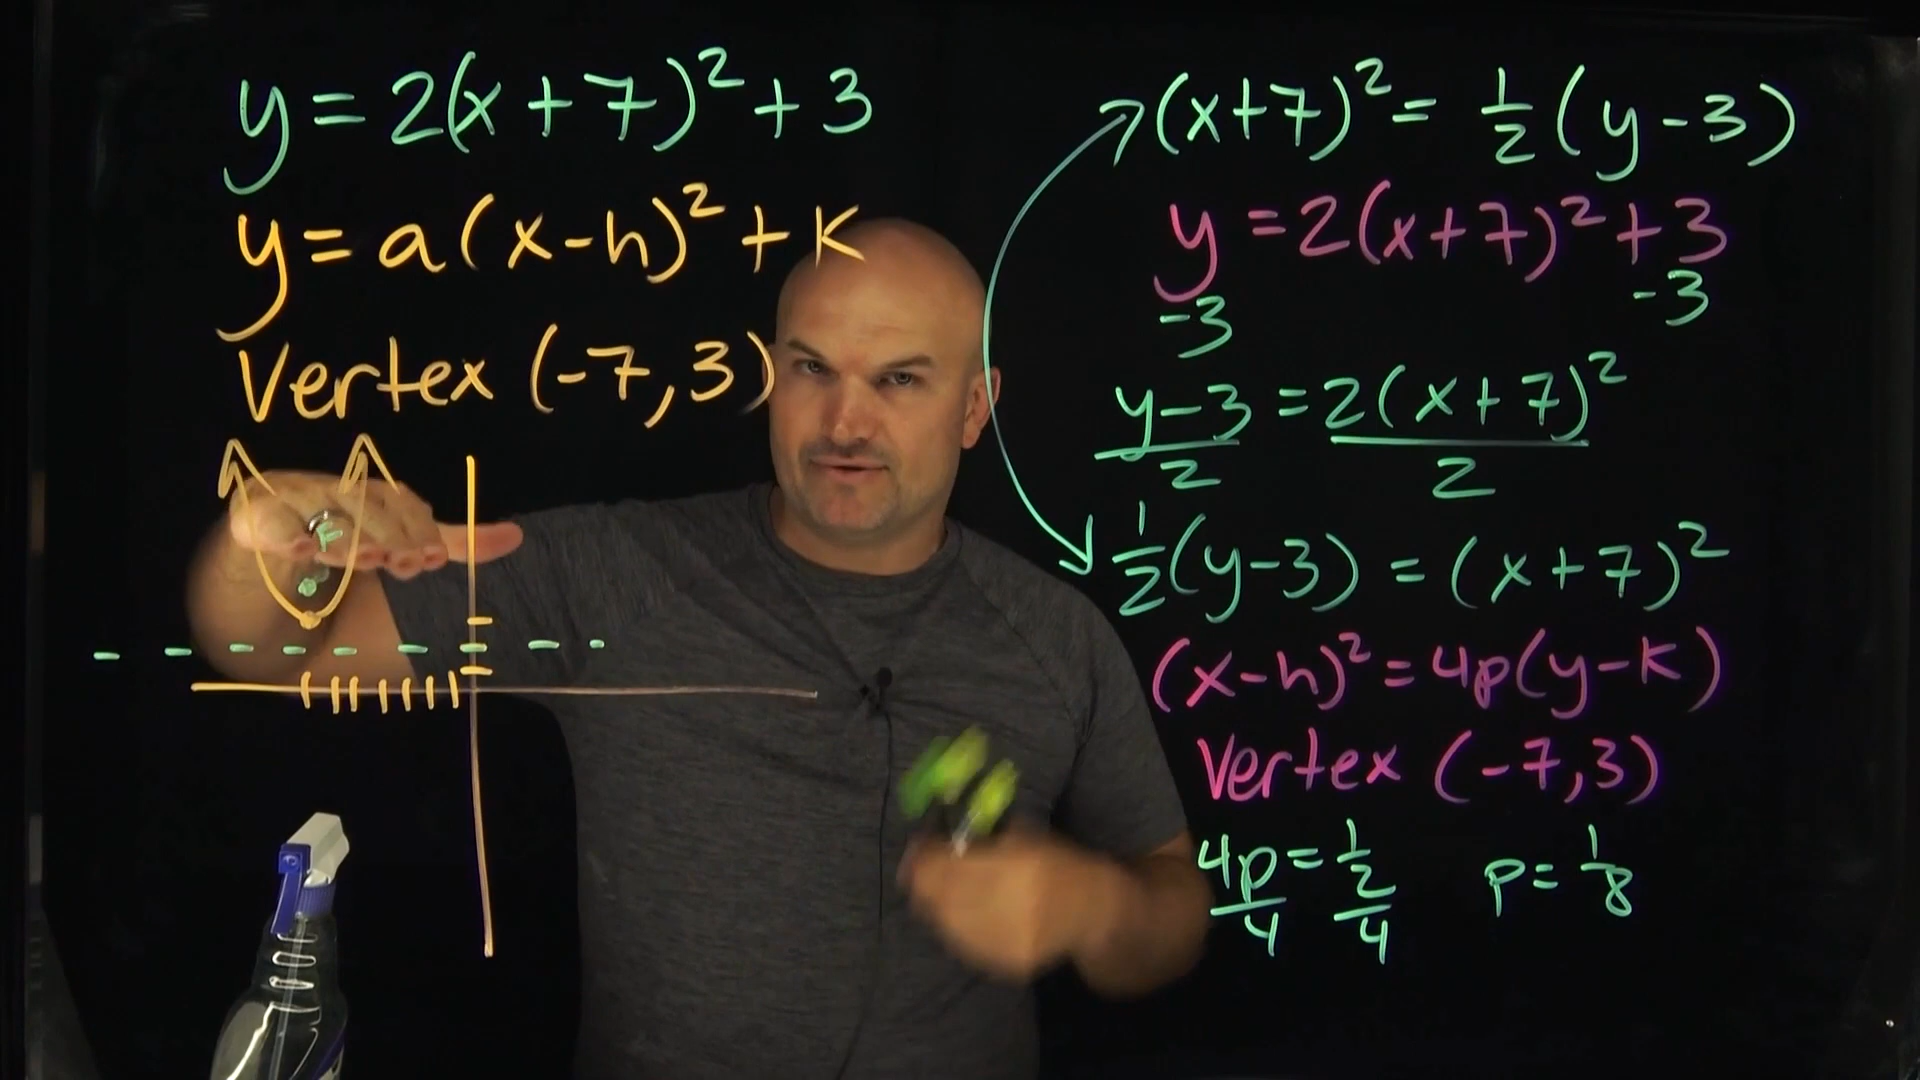 y = 2(x + 7)² + 3
y = a(x - h)² + k
Vertex (-7, 3)
F
(x + 7)² = 1/2 (y - 3)
y = 2(x + 7)² + 3
-3 -3
y - 3 = 2(x + 7)²
2 2
1/2 (y - 3) = (x + 7)²
(x - h)² = 4p(y - k)
Vertex (-7, 3)
4p = 1/2 p = 1/8
4 4